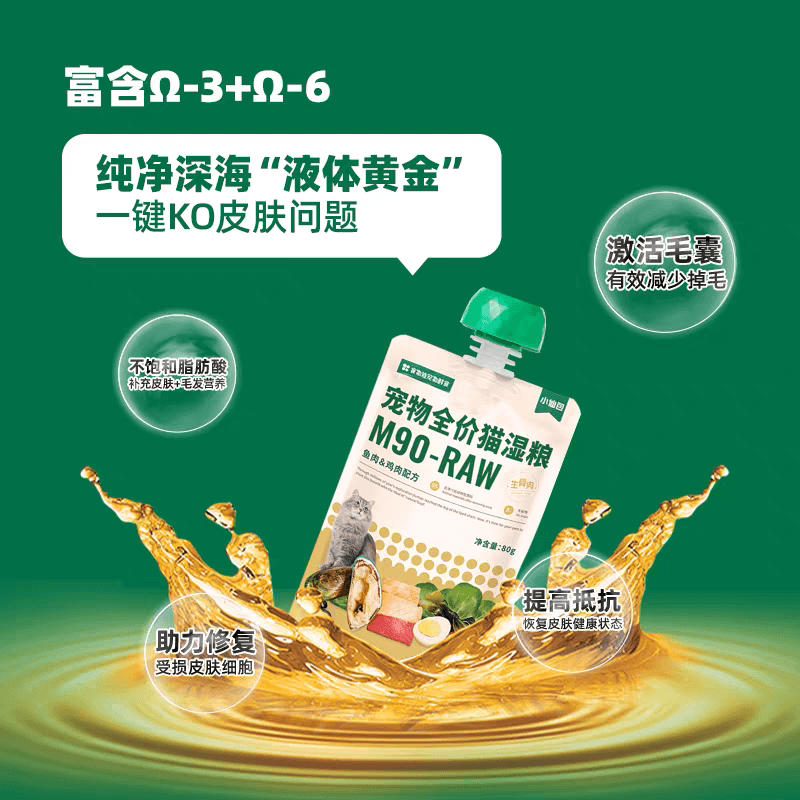 富含Ω-3+Ω-6
纯净深海“液体黄金”
一键KO皮肤问题
激活毛囊
有效减少掉毛
不饱和脂肪酸
补充皮肤+毛发营养
小鲜包
宠物全价猫湿粮
M90-RAW
鱼肉&鸡肉配方
生骨肉
净含量:80g
提高抵抗
恢复皮肤健康状态
助力修复
受损皮肤细胞